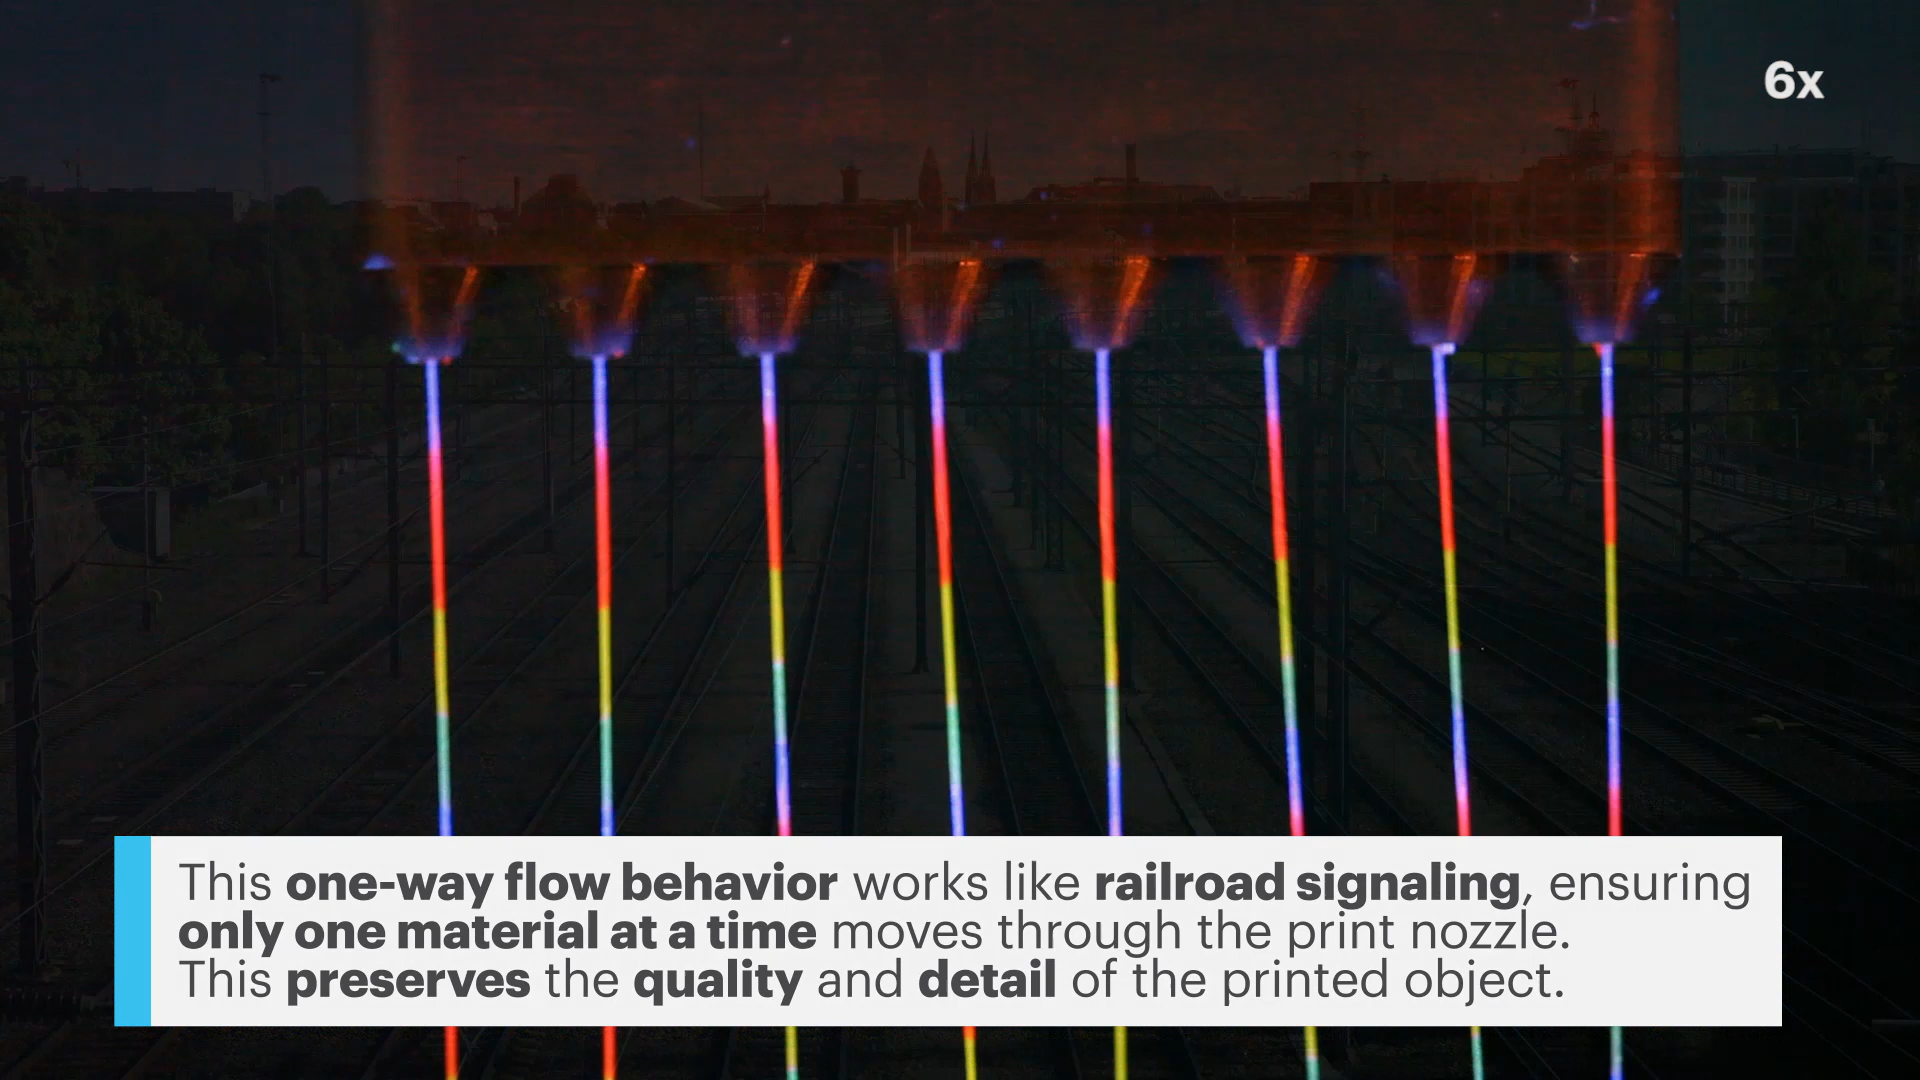 6x
This one-way flow behavior works like railroad signaling, ensuring
only one material at a time moves through the print nozzle.
This preserves the quality and detail of the printed object.